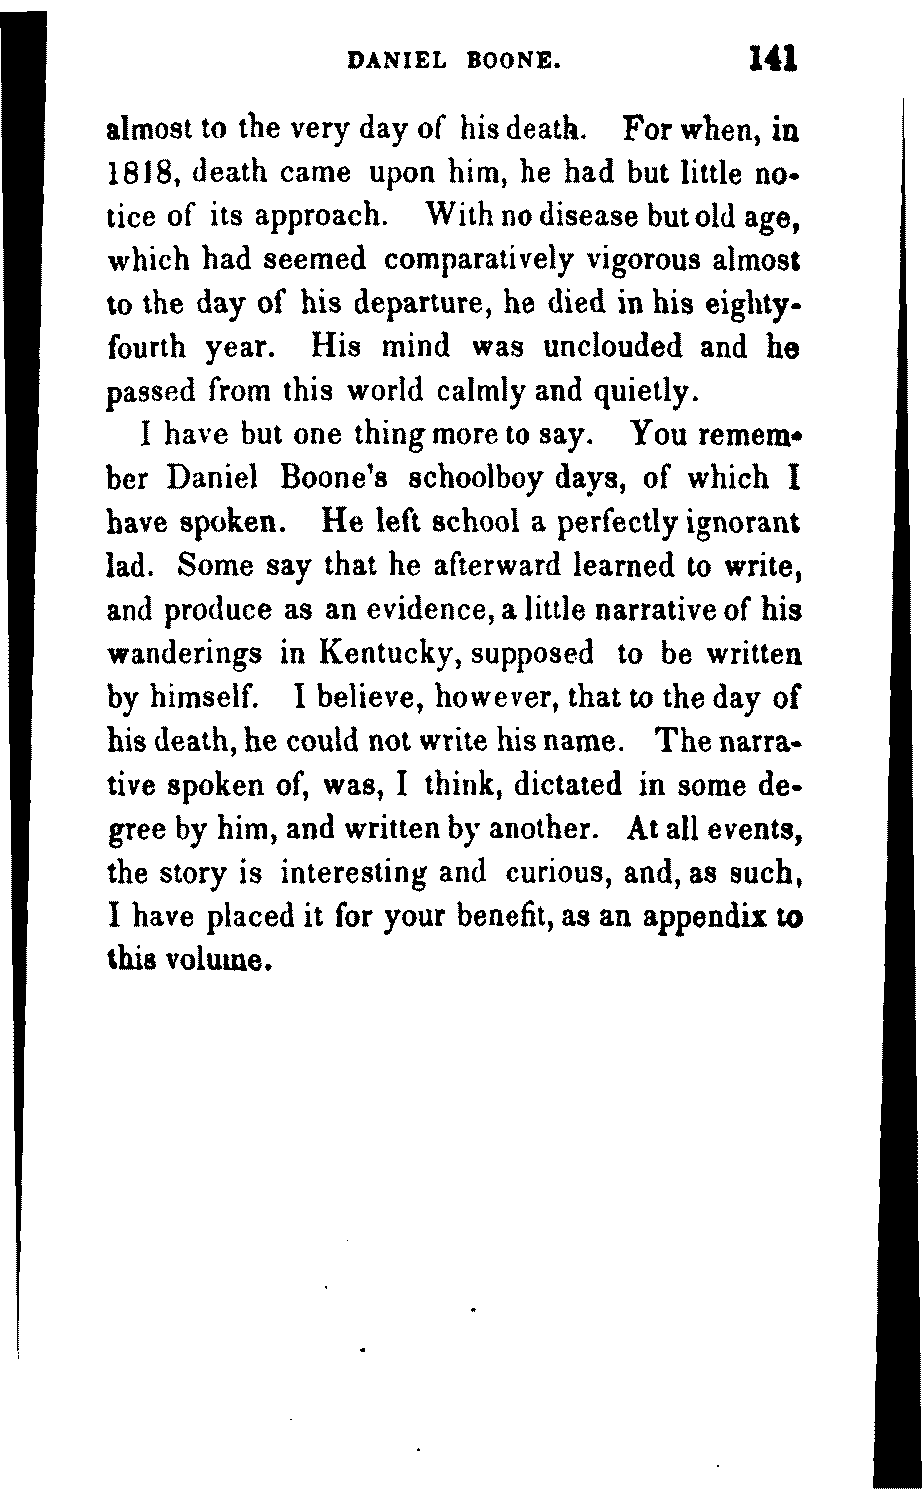 DANIEL BOONE. 141
almost to the very day of his death. For when, in
1818, death came upon him, he had but little no-
tice of its approach. With no disease but old age,
which had seemed comparatively vigorous almost
to the day of his departure, he died in his eighty-
fourth year. His mind was unclouded and he
passed from this world calmly and quietly.
I have but one thing more to say. You remem-
ber Daniel Boone's schoolboy days, of which I
have spoken. He left school a perfectly ignorant
lad. Some say that he afterward learned to write,
and produce as an evidence, a little narrative of his
wanderings in Kentucky, supposed to be written
by himself. I believe, however, that to the day of
his death, he could not write his name. The narra-
tive spoken of, was, I think, dictated in some de-
gree by him, and written by another. At all events,
the story is interesting and curious, and, as such,
I have placed it for your benefit, as an appendix to
this volume.